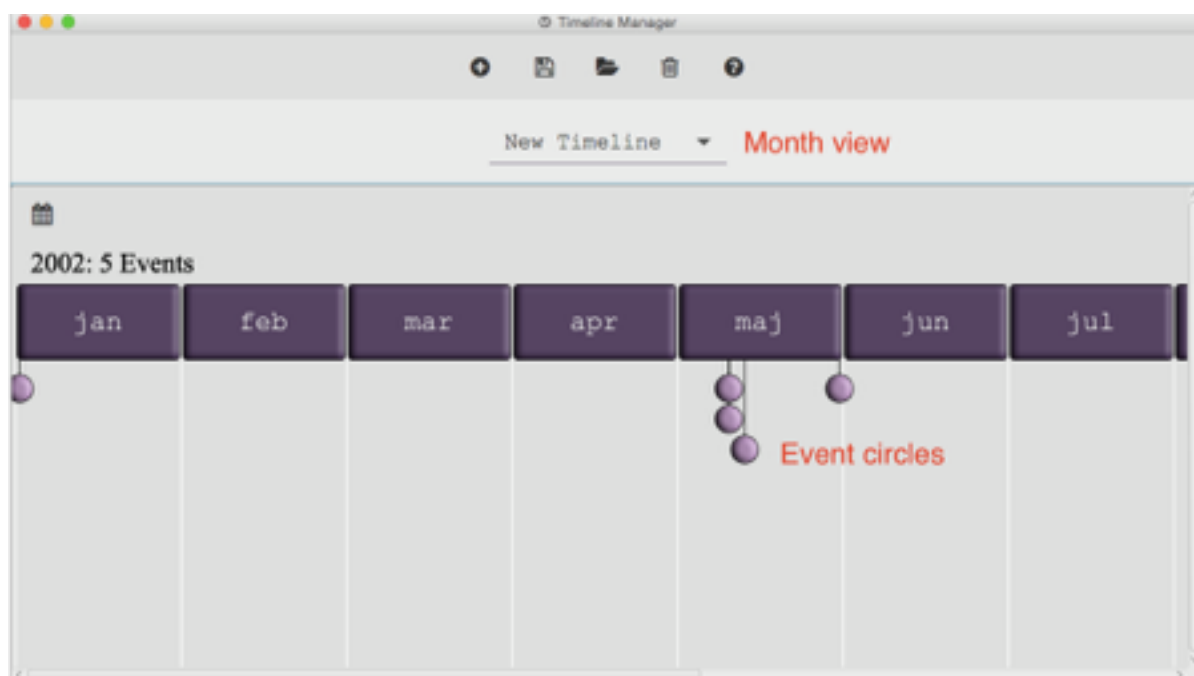 Timeline Manager
New Timeline Month view
2002: 5 Events
jan feb mar apr maj jun jul
Event circles